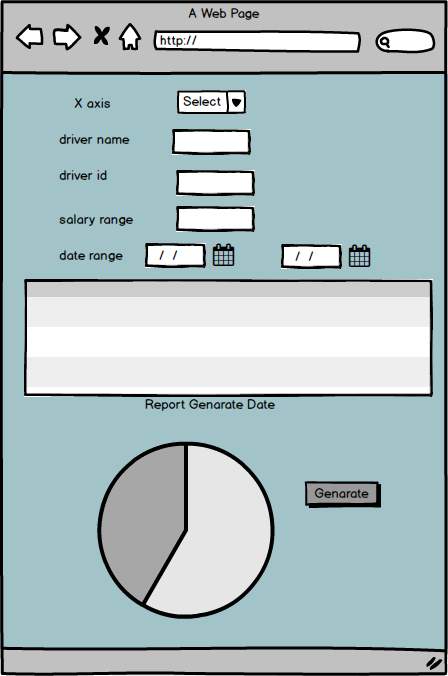 A Web Page
http://
X axis
Select
driver name
driver id
salary range
date range
/ /
/ /
Report Genarate Date
Genarate